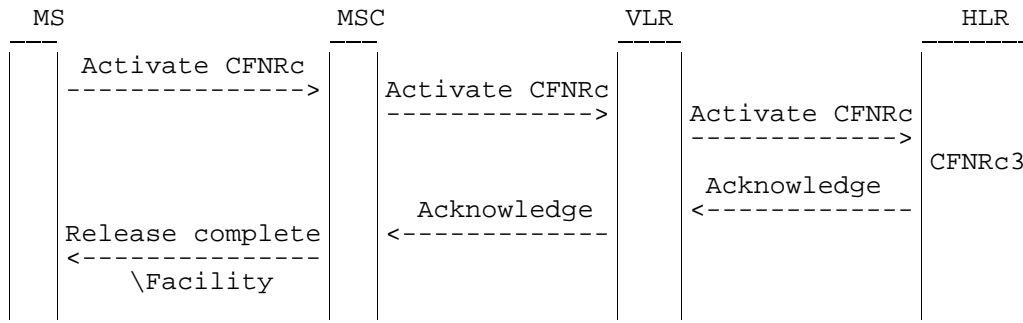 MS MSC VLR HLR
Activate CFNRc
--------------->
Activate CFNRc
------------->
Activate CFNRc
------------->
CFNRc3
Acknowledge
<-------------
Acknowledge
<-------------
Release complete
<---------------
\Facility